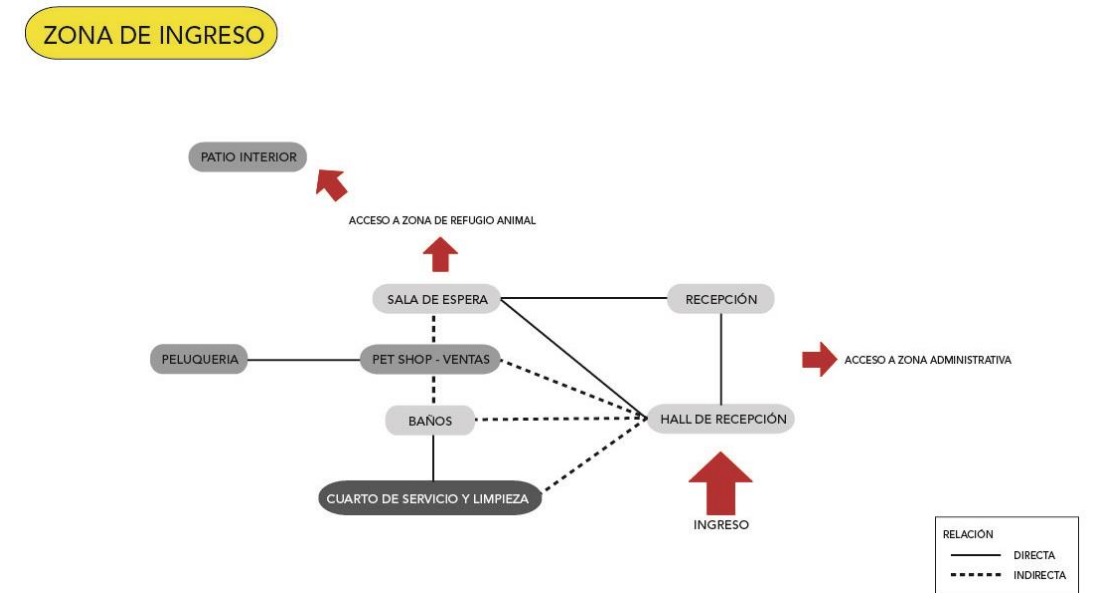 ZONA DE INGRESO
PATIO INTERIOR
ACCESO A ZONA DE REFUGIO ANIMAL
SALA DE ESPERA
RECEPCIÓN
PELUQUERIA
PET SHOP - VENTAS
ACCESO A ZONA ADMINISTRATIVA
BAÑOS
HALL DE RECEPCIÓN
CUARTO DE SERVICIO Y LIMPIEZA
INGRESO
RELACIÓN
DIRECTA
INDIRECTA